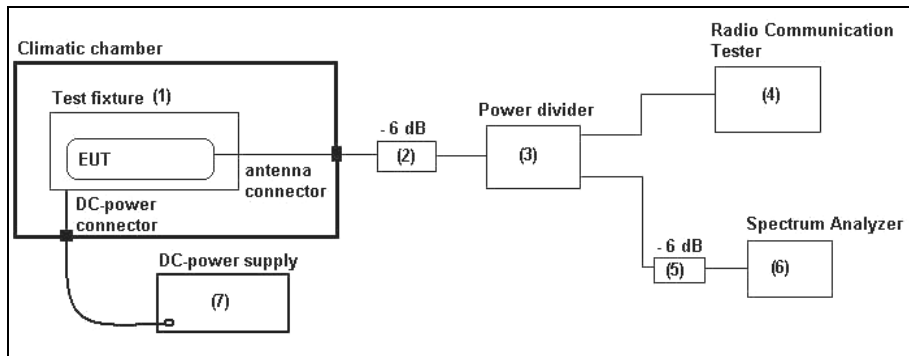 Climatic chamber
Test fixture (1)
EUT
antenna
connector
DC-power
connector
DC-power supply
(7)
- 6 dB
(2)
Power divider
(3)
Radio Communication
Tester
(4)
- 6 dB
(5)
Spectrum Analyzer
(6)